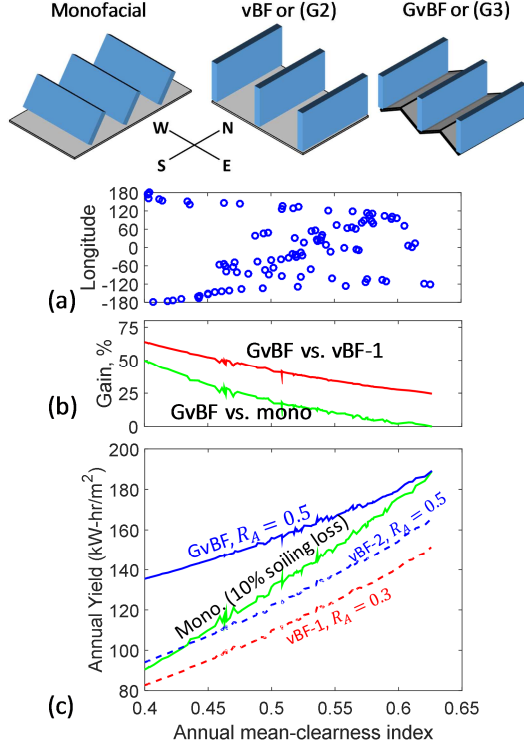 Monofacial
vBF or (G2)
GvBF or (G3)
W
N
S
E
180
120
60
0
-60
-120
-180
Longitude
(a)
75
50
25
0
Gain, %
GvBF vs. vBF-1
GvBF vs. mono
(b)
200
180
160
140
120
100
80
Annual Yield (kW-hr/m²)
GvBF, R_A = 0.5
Mono. (10% soiling loss)
vBF-2, R_A = 0.5
vBF-1, R_A = 0.3
0.4
0.45
0.5
0.55
0.6
0.65
(c)
Annual mean-clearness index